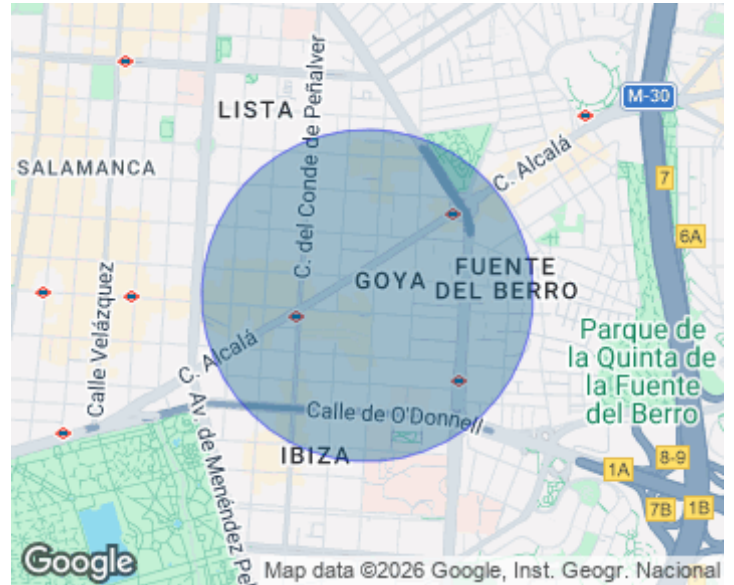 M-30
C. del Conde de Peñalver
LISTA
C. Alcalá
SALAMANCA
7
6A
GOYA
FUENTE
DEL BERRO
Calle Velázquez
Parque de
la Quinta de
la Fuente
del Berro
C. Alcalá
Calle de O'Donnell
C. Av. de Menéndez Pel
IBIZA
8-9
1A
7B
1B
Google
Map data ©2026 Google, Inst. Geogr. Nacional